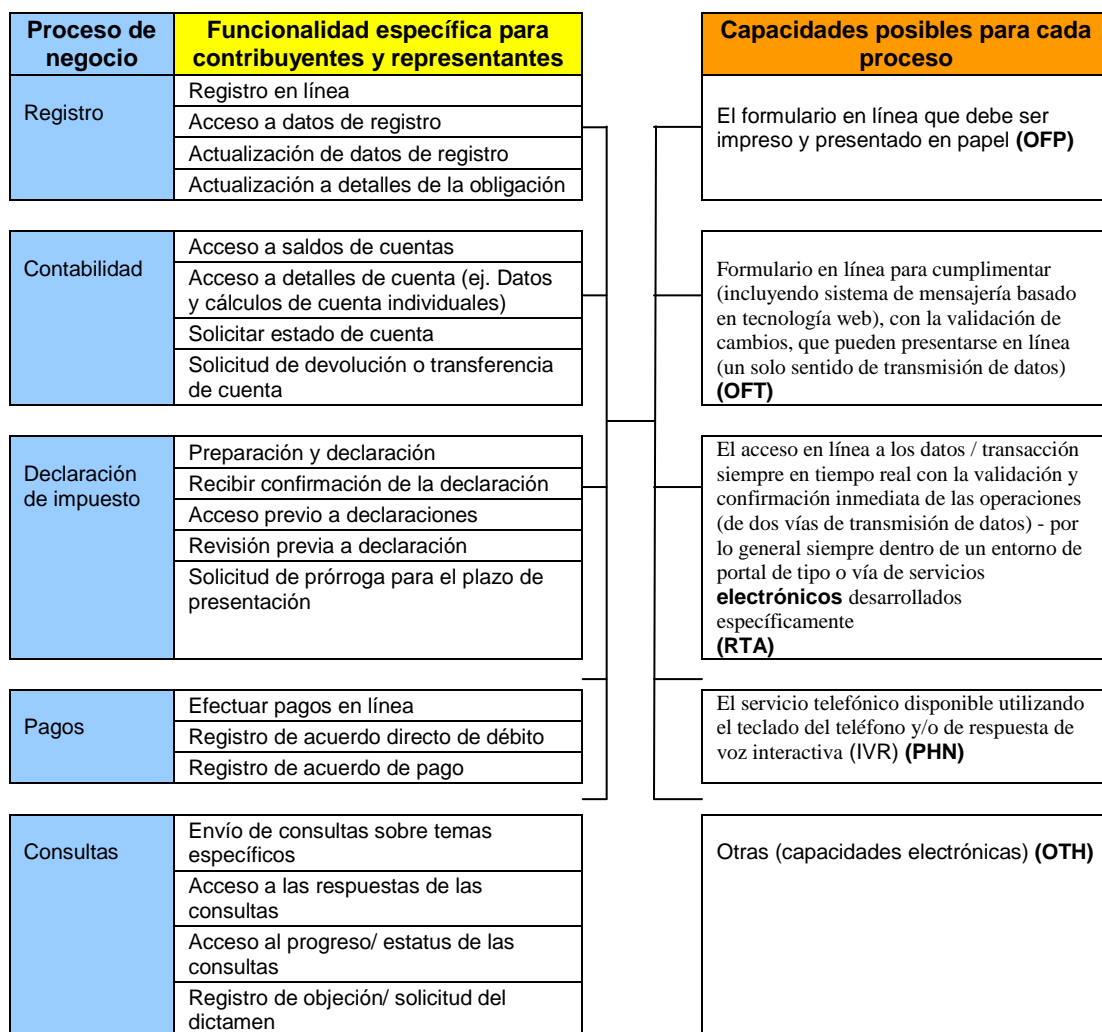 Proceso de
negocio
Funcionalidad específica para
contribuyentes y representantes
Capacidades posibles para cada
proceso
Registro
Registro en línea
Acceso a datos de registro
Actualización de datos de registro
Actualización a detalles de la obligación
El formulario en línea que debe ser
impreso y presentado en papel (OFP)
Contabilidad
Acceso a saldos de cuentas
Acceso a detalles de cuenta (ej. Datos
y cálculos de cuenta individuales)
Solicitar estado de cuenta
Solicitud de devolución o transferencia
de cuenta
Formulario en línea para cumplimentar
(incluyendo sistema de mensajería basado
en tecnología web), con la validación de
cambios, que pueden presentarse en línea
(un solo sentido de transmisión de datos)
(OFT)
Declaración
de impuesto
Preparación y declaración
Recibir confirmación de la declaración
Acceso previo a declaraciones
Revisión previa a declaración
Solicitud de prórroga para el plazo de
presentación
El acceso en línea a los datos / transacción
siempre en tiempo real con la validación y
confirmación inmediata de las operaciones
(de dos vías de transmisión de datos) - por
lo general siempre dentro de un entorno de
portal de tipo o vía de servicios
electrónicos desarrollados
específicamente
(RTA)
Pagos
Efectuar pagos en línea
Registro de acuerdo directo de débito
Registro de acuerdo de pago
El servicio telefónico disponible utilizando
el teclado del teléfono y/o de respuesta de
voz interactiva (IVR) (PHN)
Consultas
Envío de consultas sobre temas
específicos
Acceso a las respuestas de las
consultas
Acceso al progreso/ estatus de las
consultas
Registro de objeción/ solicitud del
dictamen
Otras (capacidades electrónicas) (OTH)